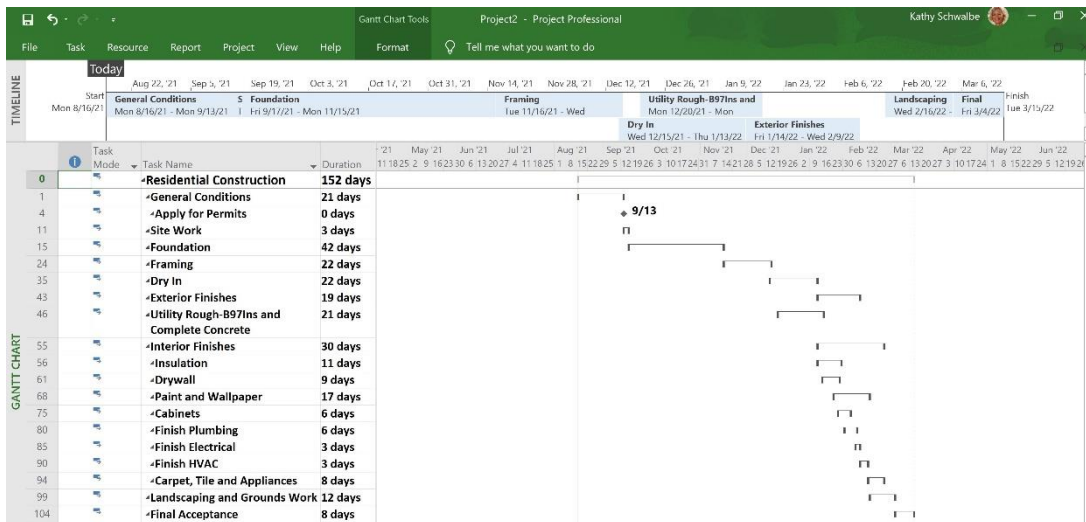 Gantt Chart Tools
Project2 - Project Professional
Kathy Schwalbe
File Task Resource Report Project View Help Format Tell me what you want to do
TIMELINE
Today
Aug 22, '21 Sep 5, '21 Sep 19, '21 Oct 3, '21 Oct 17, '21 Oct 31, '21 Nov 14, '21 Nov 28, '21 Dec 12, '21 Dec 26, '21 Jan 9, '22 Jan 23, '22 Feb 6, '22 Feb 20, '22 Mar 6, '22
Start
Mon 8/16/21
General Conditions S Foundation Framing Utility Rough-B97Ins and Landscaping Final
Mon 8/16/21 - Mon 9/13/21 Fri 9/17/21 - Mon 11/15/21 Tue 11/16/21 - Wed Mon 12/20/21 - Mon Wed 2/16/22 - Fri 3/4/22
Finish
Tue 3/15/22
Dry In Exterior Finishes
Wed 12/15/21 - Thu 1/13/22 Fri 1/14/22 - Wed 2/9/22
GANTT CHART
Task Mode Task Name Duration
'21 May '21 Jun '21 Jul '21 Aug '21 Sep '21 Oct '21 Nov '21 Dec '21 Jan '22 Feb '22 Mar '22 Apr '22 May '22 Jun '22
0 Residential Construction 152 days
1 General Conditions 21 days
4 Apply for Permits 0 days 9/13
11 Site Work 3 days
15 Foundation 42 days
24 Framing 22 days
35 Dry In 22 days
43 Exterior Finishes 19 days
46 Utility Rough-B97Ins and Complete Concrete 21 days
55 Interior Finishes 30 days
56 Insulation 11 days
61 Drywall 9 days
68 Paint and Wallpaper 17 days
75 Cabinets 6 days
80 Finish Plumbing 6 days
85 Finish Electrical 3 days
90 Finish HVAC 3 days
94 Carpet, Tile and Appliances 8 days
99 Landscaping and Grounds Work 12 days
104 Final Acceptance 8 days